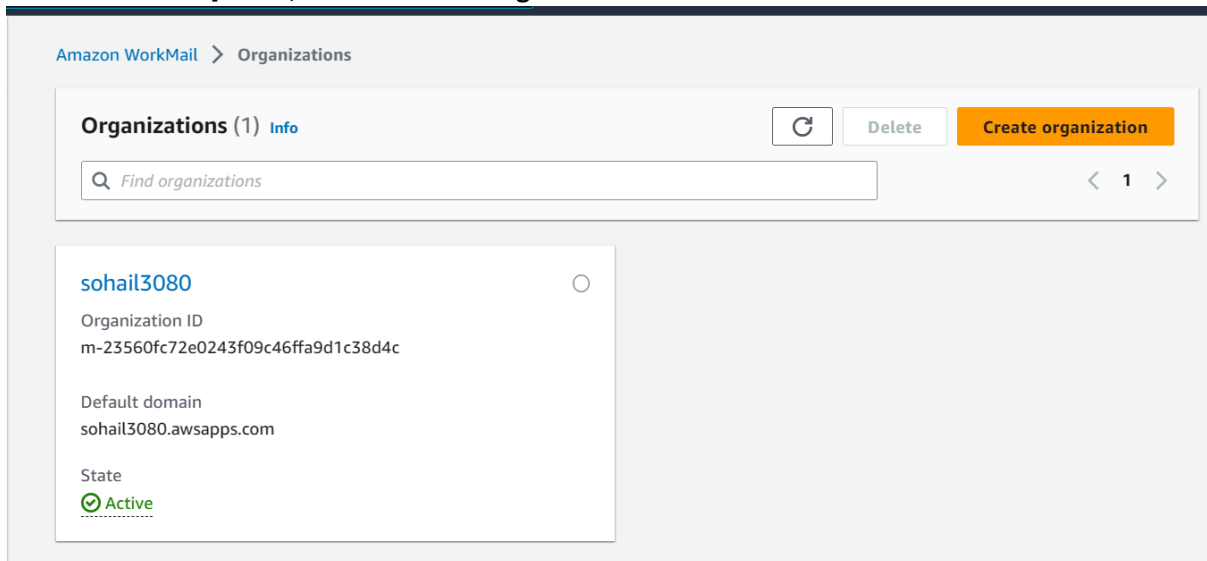 Amazon WorkMail > Organizations
Organizations (1) Info
Delete
Create organization
Find organizations
< 1 >
sohail3080
Organization ID
m-23560fc72e0243f09c46ffa9d1c38d4c
Default domain
sohail3080.awsapps.com
State
Active